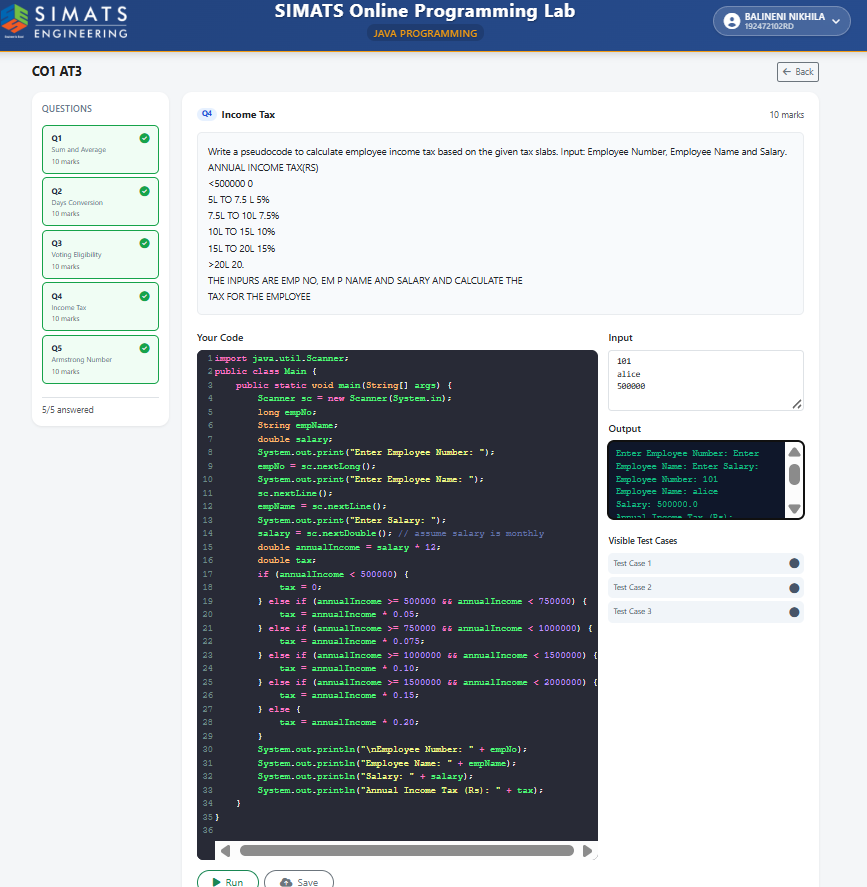 SIMATS
ENGINEERING
SIMATS Online Programming Lab
JAVA PROGRAMMING
BALINENI NIKHILA
192472102RD
CO1 AT3
← Back
QUESTIONS
Q1
Sum and Average
10 marks
Q2
Days Conversion
10 marks
Q3
Voting Eligibility
10 marks
Q4
Income Tax
10 marks
Q5
Armstrong Number
10 marks
5/5 answered
Q4 Income Tax
10 marks
Write a pseudocode to calculate employee income tax based on the given tax slabs. Input: Employee Number, Employee Name and Salary.
ANNUAL INCOME TAX(RS)
<500000 0
5L TO 7.5 L 5%
7.5L TO 10L 7.5%
10L TO 15L 10%
15L TO 20L 15%
>20L 20.
THE INPURS ARE EMP NO, EM P NAME AND SALARY AND CALCULATE THE
TAX FOR THE EMPLOYEE
Your Code
1 import java.util.Scanner;
2 public class Main {
3     public static void main(String[] args) {
4         Scanner sc = new Scanner(System.in);
5         long empNo;
6         String empName;
7         double salary;
8         System.out.print("Enter Employee Number: ");
9         empNo = sc.nextLong();
10         System.out.print("Enter Employee Name: ");
11         sc.nextLine();
12         empName = sc.nextLine();
13         System.out.print("Enter Salary: ");
14         salary = sc.nextDouble(); // assume salary is monthly
15         double annualIncome = salary * 12;
16         double tax;
17         if (annualIncome < 500000) {
18             tax = 0;
19         } else if (annualIncome >= 500000 && annualIncome < 750000) {
20             tax = annualIncome * 0.05;
21         } else if (annualIncome >= 750000 && annualIncome < 1000000) {
22             tax = annualIncome * 0.075;
23         } else if (annualIncome >= 1000000 && annualIncome < 1500000) {
24             tax = annualIncome * 0.10;
25         } else if (annualIncome >= 1500000 && annualIncome < 2000000) {
26             tax = annualIncome * 0.15;
27         } else {
28             tax = annualIncome * 0.20;
29         }
30         System.out.println("\nEmployee Number: " + empNo);
31         System.out.println("Employee Name: " + empName);
32         System.out.println("Salary: " + salary);
33         System.out.println("Annual Income Tax (Rs): " + tax);
34     }
35 }
36
Input
101
alice
500000
Output
Enter Employee Number: Enter
Employee Name: Enter Salary:
Employee Number: 101
Employee Name: alice
Salary: 500000.0
Annual Income Tax (Rs):
Visible Test Cases
Test Case 1
Test Case 2
Test Case 3
Run
Save